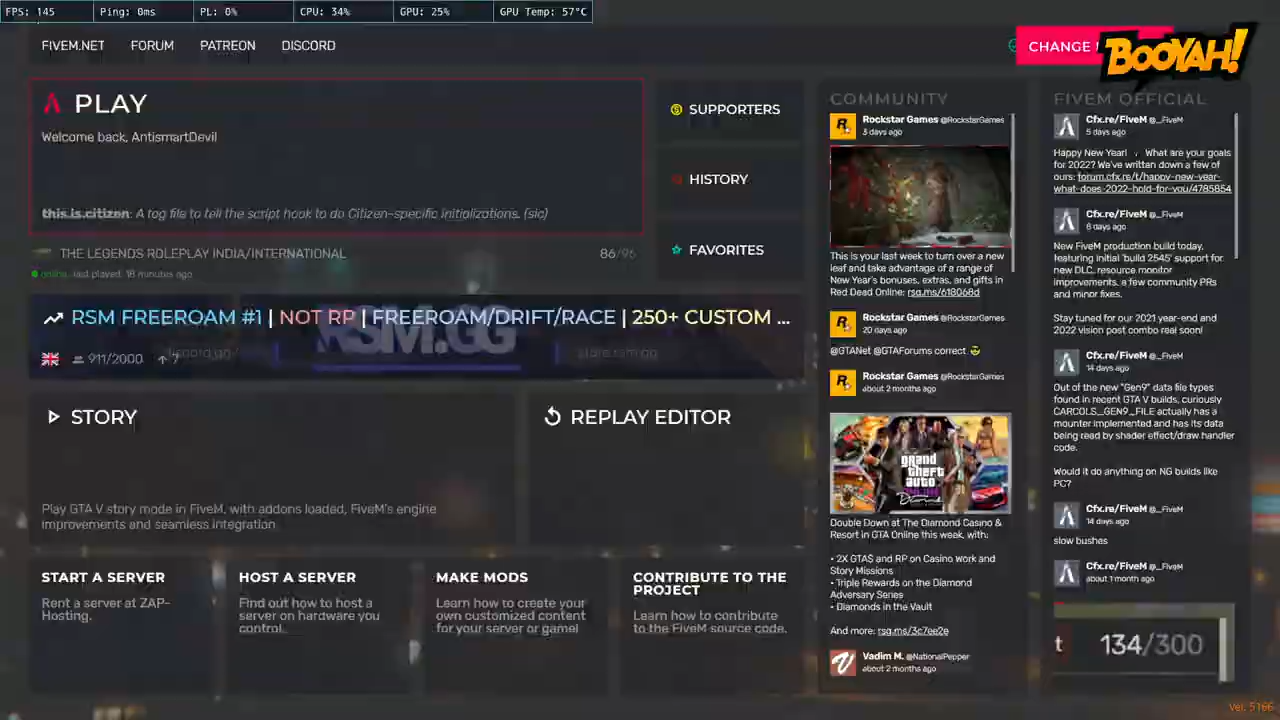 FPS: 145
Ping: 0ms
PL: 0%
CPU: 34%
GPU: 25%
GPU Temp: 57°C
FIVEM.NET
FORUM
PATREON
DISCORD
CHANGE
BOOYAH!
PLAY
Welcome back, AntismartDevil
this.is.citizen: A tag file to tell the script hook to do Citizen-specific initializations. (sic)
THE LEGENDS ROLEPLAY INDIA/INTERNATIONAL
86/96
online, last played: 18 minutes ago
SUPPORTERS
HISTORY
FAVORITES
RSM FREEROAM #1 | NOT RP | FREEROAM/DRIFT/RACE | 250+ CUSTOM ...
RSM.GG
store.rsm.gg
911/2000
7
STORY
Play GTA V story mode in FiveM, with addons loaded, FiveM's engine
improvements and seamless integration.
REPLAY EDITOR
START A SERVER
Rent a server at ZAP-
Hosting.
HOST A SERVER
Find out how to host a
server on hardware you
control.
MAKE MODS
Learn how to create your
own customized content
for your server or game!
CONTRIBUTE TO THE
PROJECT
Learn how to contribute
to the FiveM source code.
COMMUNITY
Rockstar Games @RockstarGames
3 days ago
This is your last week to turn over a new
leaf and take advantage of a range of
New Year's bonuses, extras, and gifts in
Red Dead Online: rsg.ms/618068d
Rockstar Games @RockstarGames
20 days ago
@GTANet @GTAForums correct. 😎
Rockstar Games @RockstarGames
about 2 months ago
grand
theft
auto
ONLINE
Double Down at The Diamond Casino &
Resort in GTA Online this week, with:
• 2X GTA$ and RP on Casino Work and
Story Missions
• Triple Rewards on the Diamond
Adversary Series
• Diamonds in the Vault
And more: rsg.ms/3c7ee2e
Vadim M. @NationalPepper
about 2 months ago
FIVEM OFFICIAL
Cfx.re/FiveM @_FiveM
5 days ago
Happy New Year! What are your goals
for 2022? We've written down a few of
ours: forum.cfx.re/t/happy-new-year-
what-does-2022-hold-for-you/4785854
Cfx.re/FiveM @_FiveM
8 days ago
New FiveM production build today,
featuring initial 'build 2545' support for
new DLC, resource monitor
improvements, a few community PRs
and minor fixes.
Stay tuned for our 2021 year-end and
2022 vision post combo real soon!
Cfx.re/FiveM @_FiveM
14 days ago
Out of the new "Gen9" data file types
found in recent GTA V builds, curiously
CARCOLS_GEN9_FILE actually has a
mounter implemented and has its data
being read by shader effect/draw handler
code.
Would it do anything on NG builds like
PC?
Cfx.re/FiveM @_FiveM
14 days ago
slow bushes
Cfx.re/FiveM @_FiveM
about 1 month ago
t
134/300
Ver. 5166